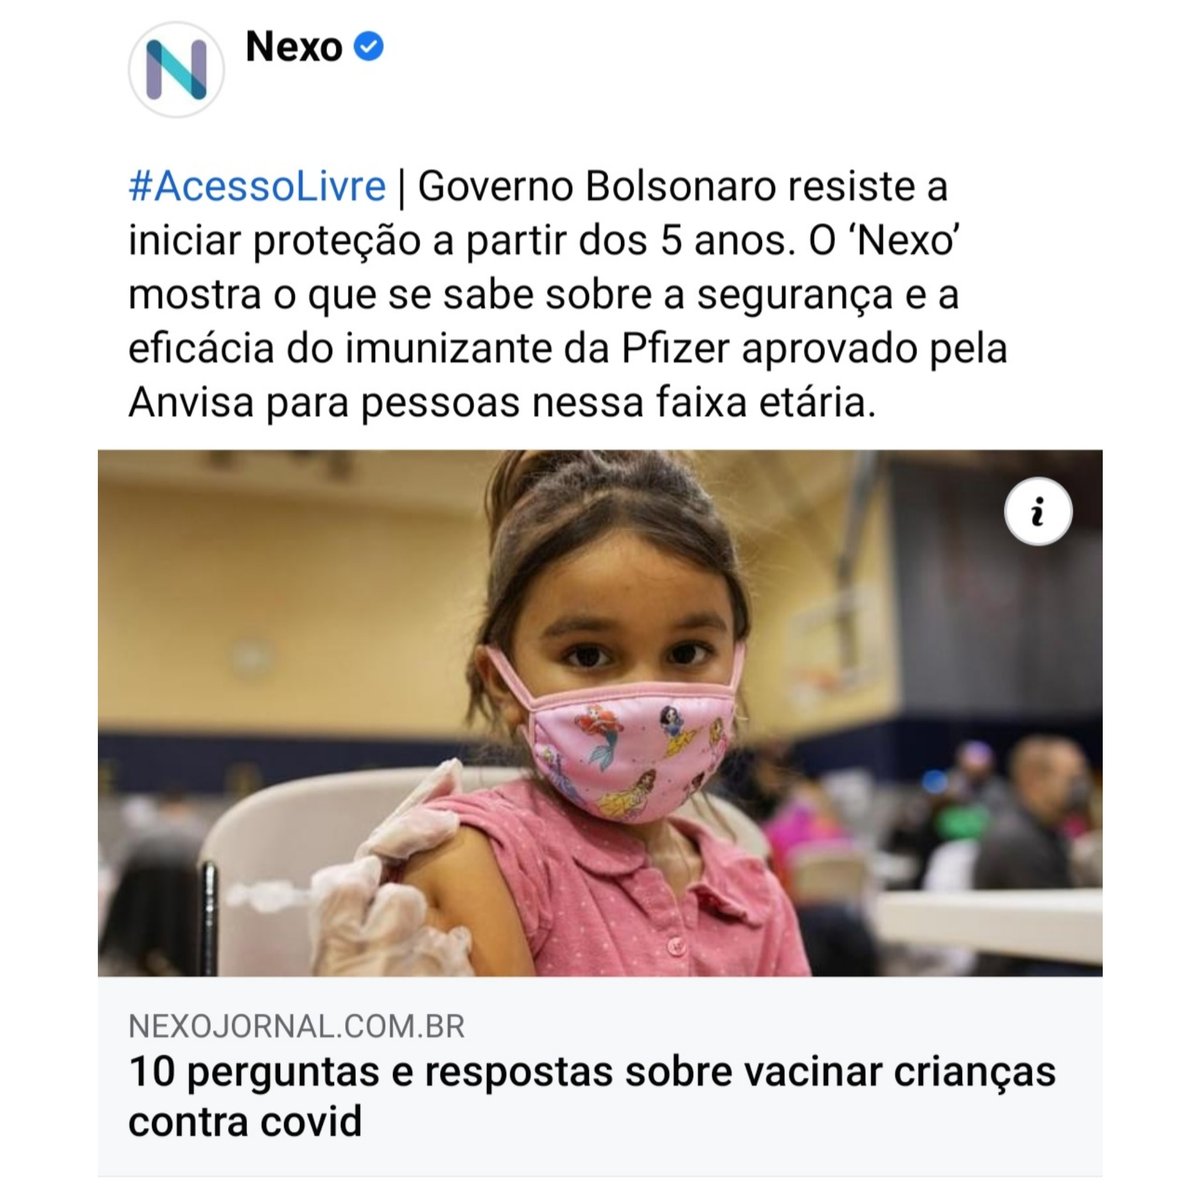 Nexo
#AcessoLivre | Governo Bolsonaro resiste a
iniciar proteção a partir dos 5 anos. O ‘Nexo’
mostra o que se sabe sobre a segurança e a
eficácia do imunizante da Pfizer aprovado pela
Anvisa para pessoas nessa faixa etária.
i
NEXOJORNAL.COM.BR
10 perguntas e respostas sobre vacinar crianças
contra covid